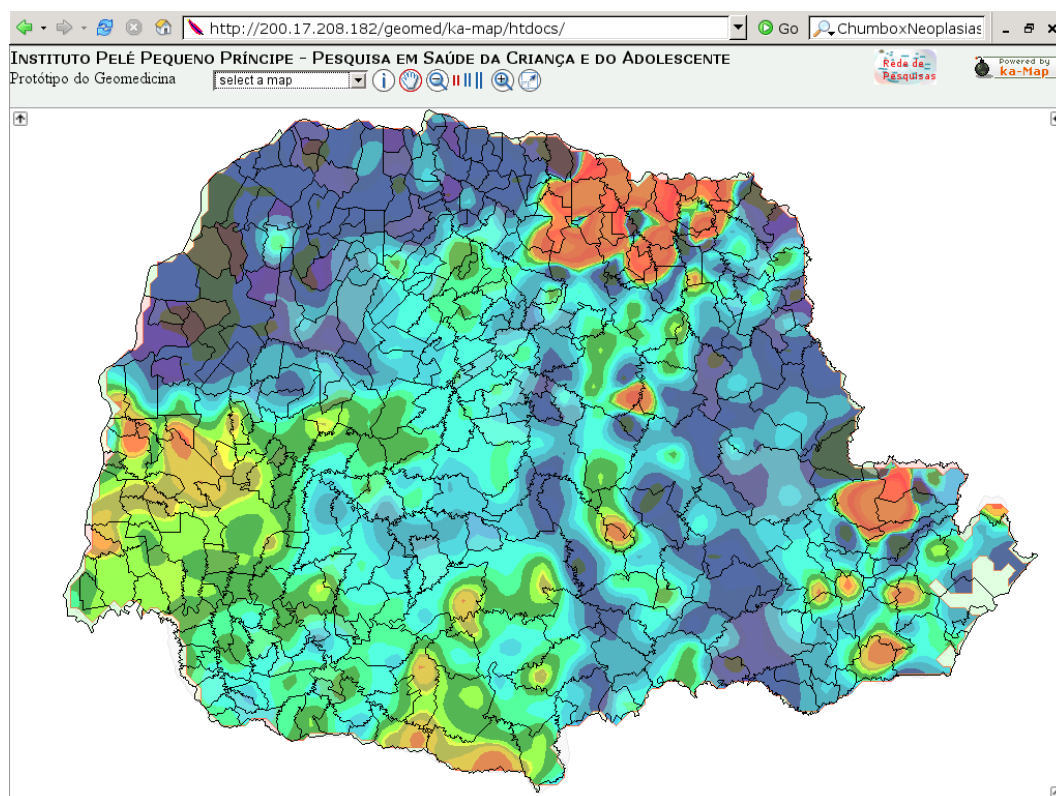 http://200.17.208.182/geomed/ka-map/htdocs/ Go ChumboxNeoplasias
INSTITUTO PELÉ PEQUENO PRÍNCIPE - PESQUISA EM SAÚDE DA CRIANÇA E DO ADOLESCENTE
Protótipo do Geomedicina select a map
Rede de
Pesquisas
Powered by
ka-Map